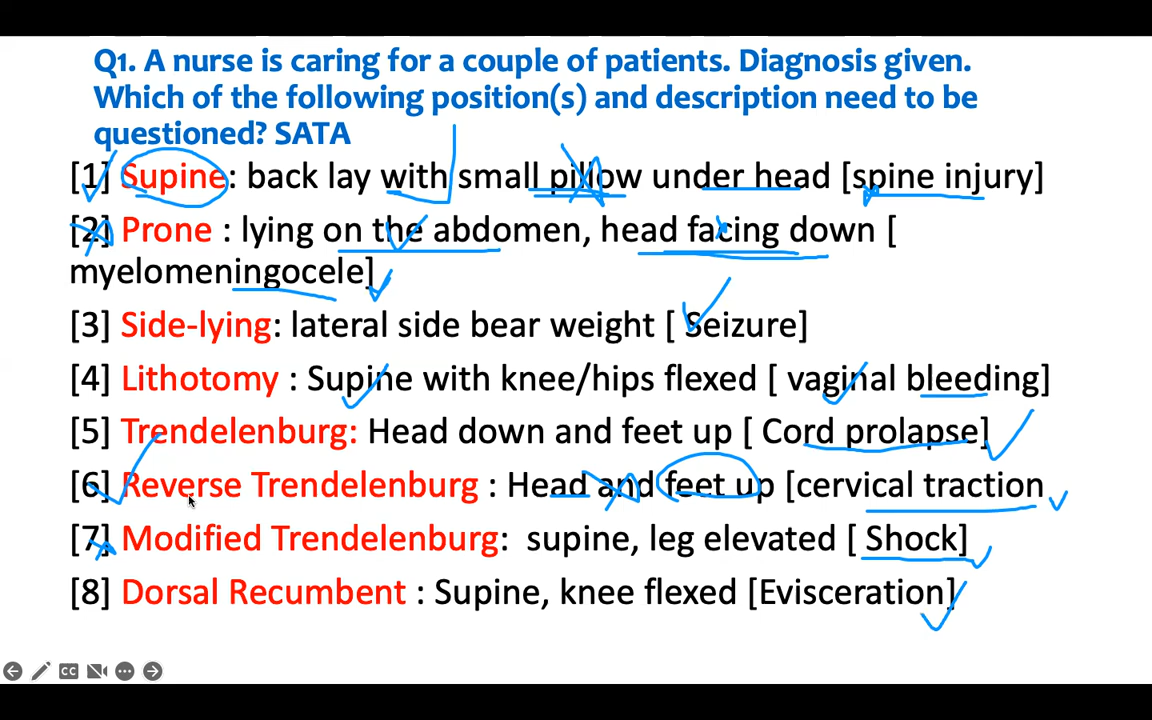 Q1. A nurse is caring for a couple of patients. Diagnosis given.
Which of the following position(s) and description need to be
questioned? SATA
[1] Supine: back lay with small pillow under head [spine injury]
[2] Prone : lying on the abdomen, head facing down [
myelomeningocele]
[3] Side-lying: lateral side bear weight [ Seizure]
[4] Lithotomy : Supine with knee/hips flexed [ vaginal bleeding]
[5] Trendelenburg: Head down and feet up [ Cord prolapse]
[6] Reverse Trendelenburg : Head and feet up [cervical traction
[7] Modified Trendelenburg: supine, leg elevated [ Shock]
[8] Dorsal Recumbent : Supine, knee flexed [Evisceration]
CC